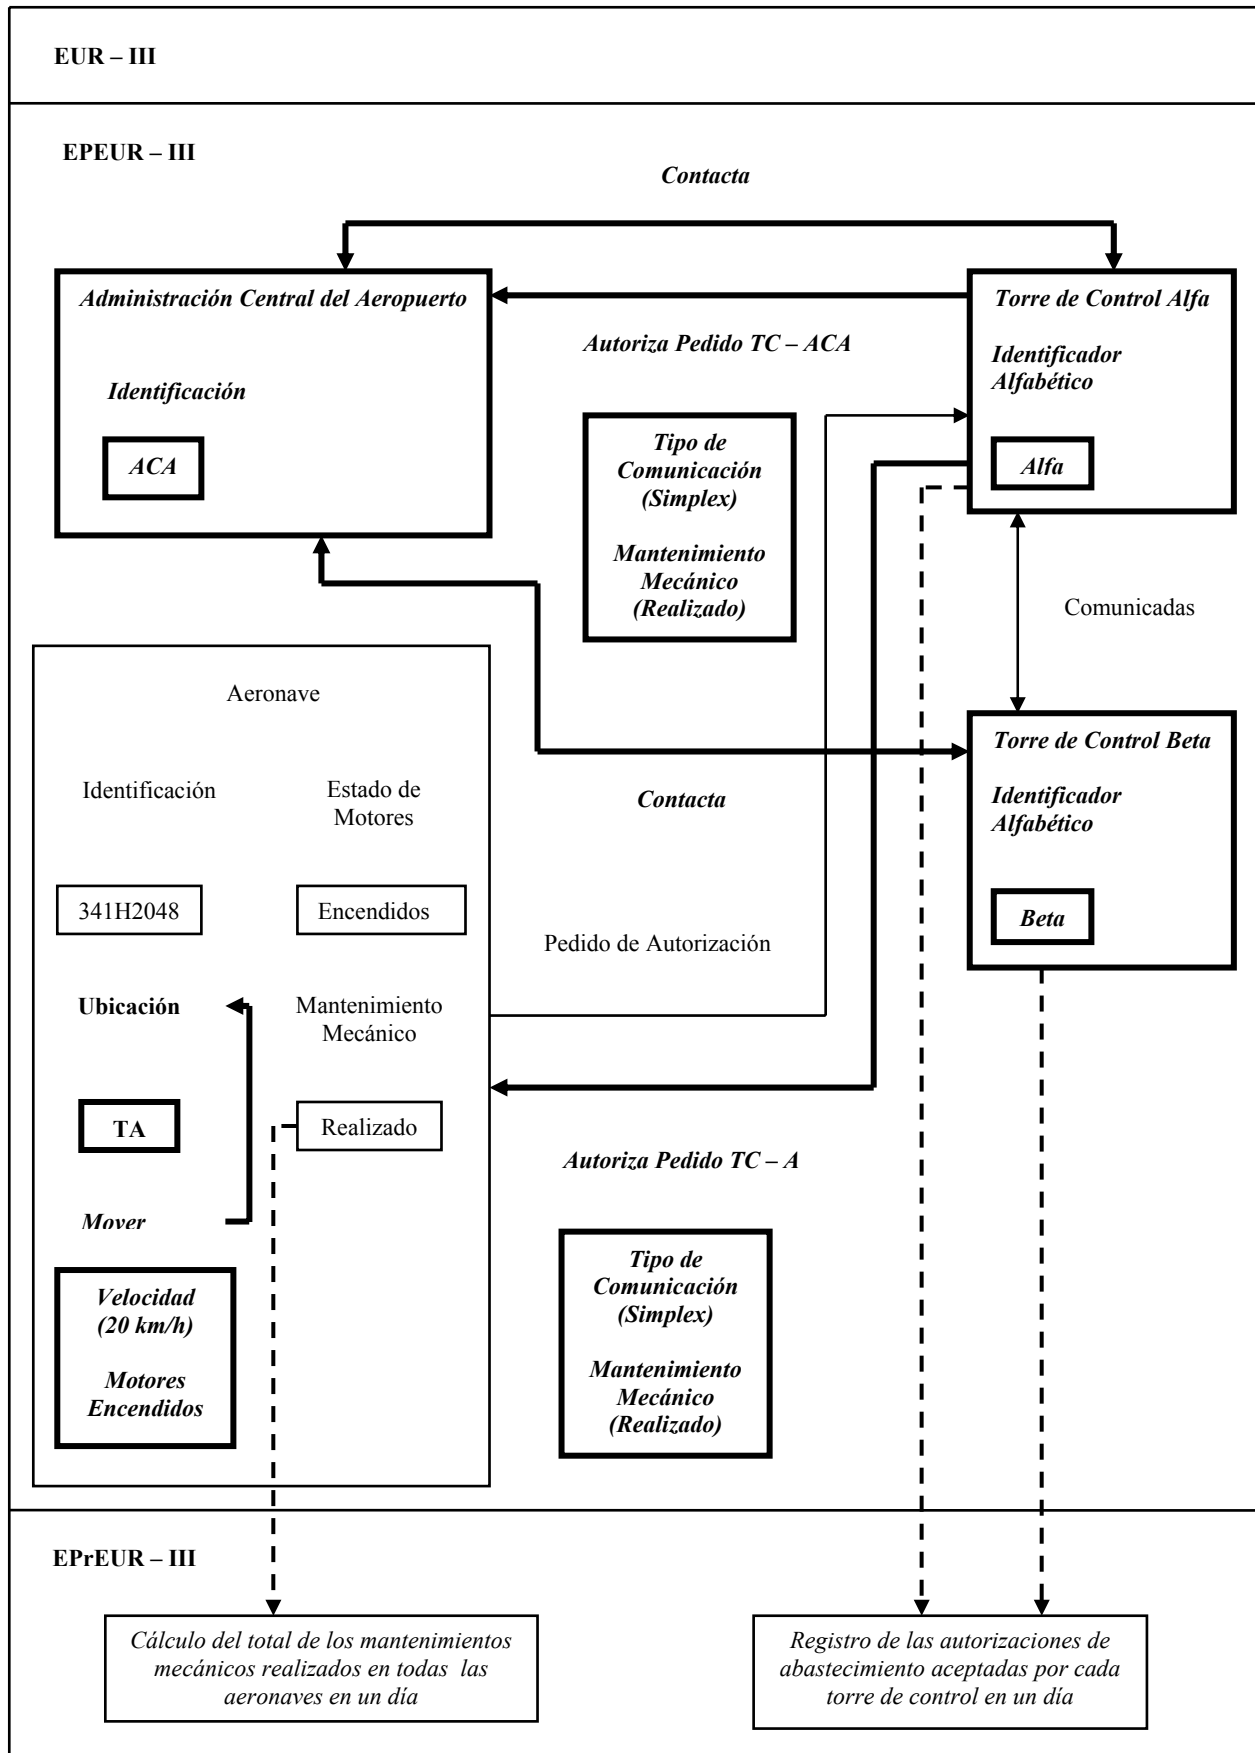 EUR – III
EPEUR – III
Contacta
Administración Central del Aeropuerto
Identificación
ACA
Autoriza Pedido TC – ACA
Tipo de
Comunicación
(Simplex)
Mantenimiento
Mecánico
(Realizado)
Torre de Control Alfa
Identificador
Alfabético
Alfa
Comunicadas
Torre de Control Beta
Identificador
Alfabético
Beta
Contacta
Aeronave
Identificación
341H2048
Estado de
Motores
Encendidos
Ubicación
TA
Mantenimiento
Mecánico
Realizado
Mover
Velocidad
(20 km/h)
Motores
Encendidos
Pedido de Autorización
Autoriza Pedido TC – A
Tipo de
Comunicación
(Simplex)
Mantenimiento
Mecánico
(Realizado)
EPrEUR – III
Cálculo del total de los mantenimientos
mecánicos realizados en todas las
aeronaves en un día
Registro de las autorizaciones de
abastecimiento aceptadas por cada
torre de control en un día